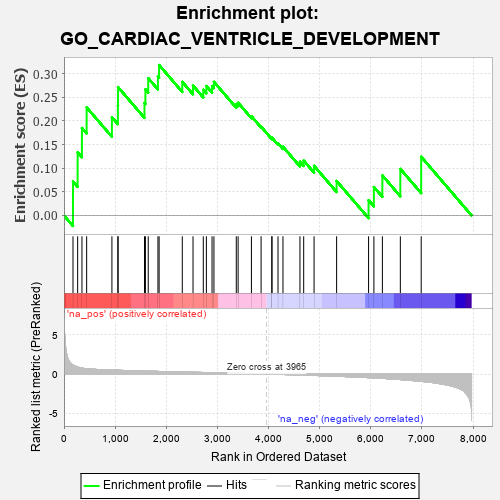 Enrichment plot:
GO_CARDIAC_VENTRICLE_DEVELOPMENT
Enrichment score (ES)
0.30
0.25
0.20
0.15
0.10
0.05
0.00
'na_pos' (positively correlated)
Ranked list metric (PreRanked)
5
0
-5
Zero cross at 3965
'na_neg' (negatively correlated)
0
1,000
2,000
3,000
4,000
5,000
6,000
7,000
8,000
Rank in Ordered Dataset
Enrichment profile
Hits
Ranking metric scores